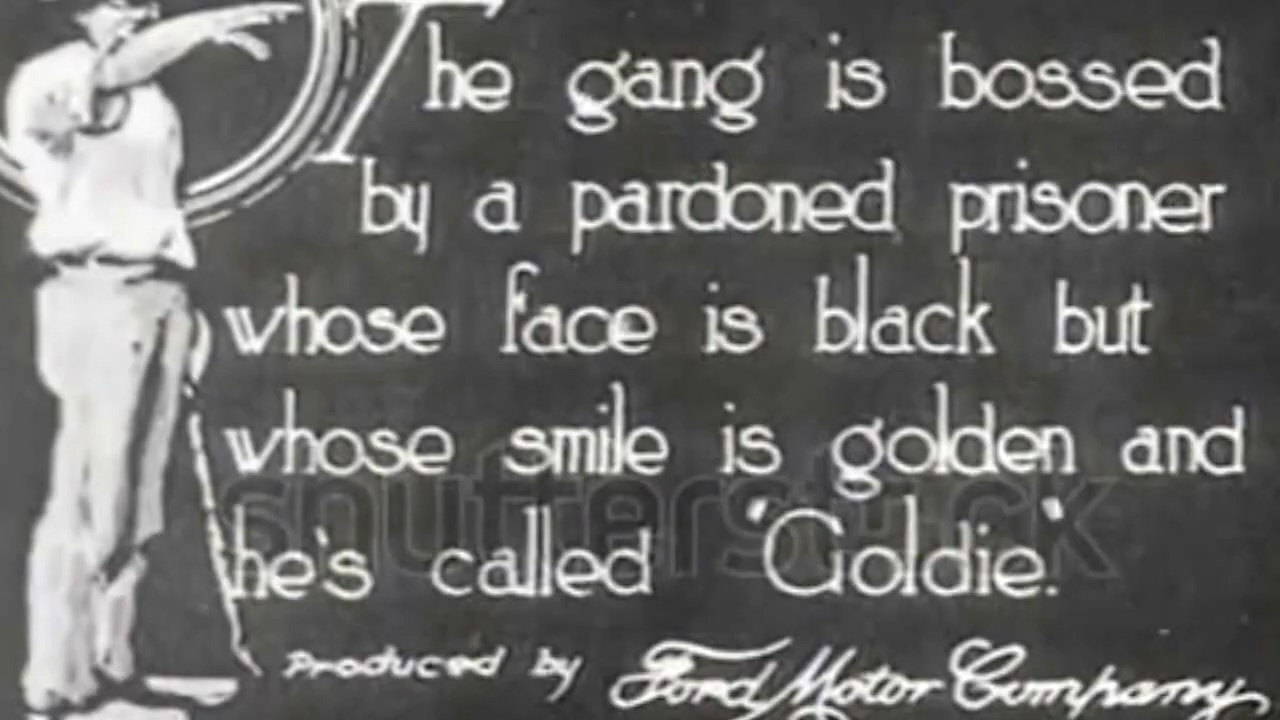 The gang is bossed
by a pardoned prisoner
whose face is black but
whose smile is golden and
he's called "Goldie."
Produced by Ford Motor Company
shutterstock